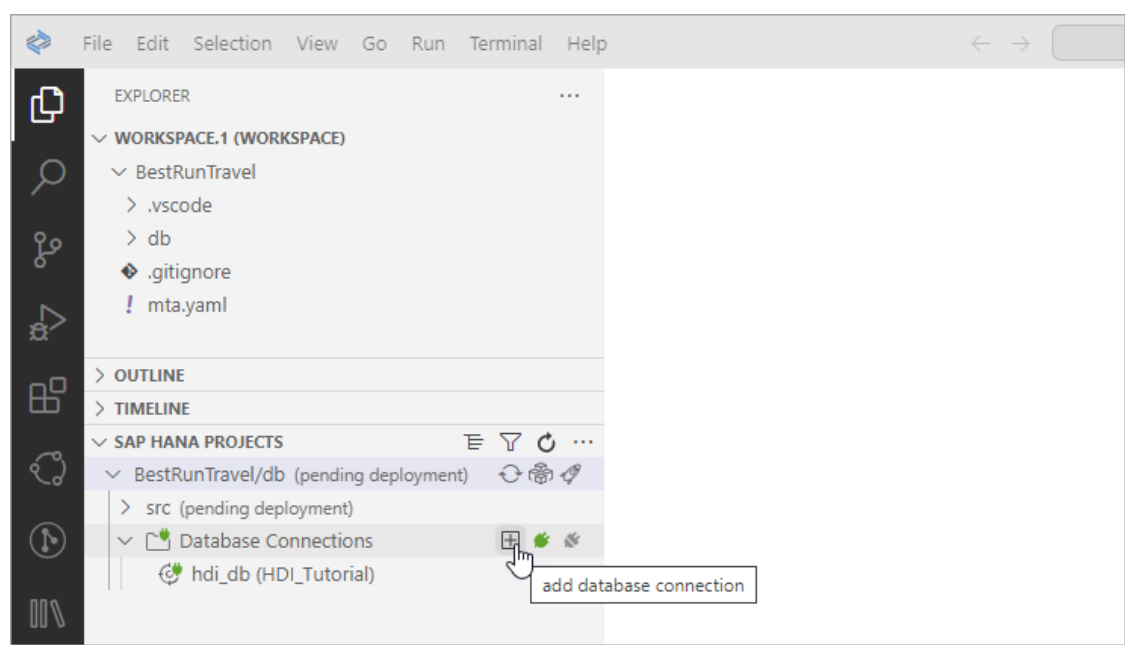 File Edit Selection View Go Run Terminal Help
EXPLORER
WORKSPACE.1 (WORKSPACE)
BestRunTravel
.vscode
db
.gitignore
! mta.yaml
OUTLINE
TIMELINE
SAP HANA PROJECTS
BestRunTravel/db (pending deployment)
src (pending deployment)
Database Connections
hdi_db (HDI_Tutorial)
add database connection